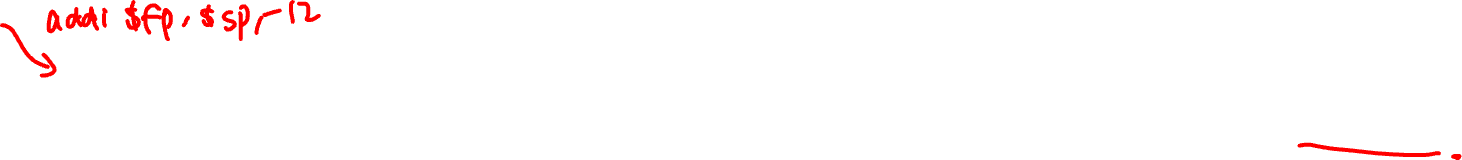 addi $fp, $sp, -12